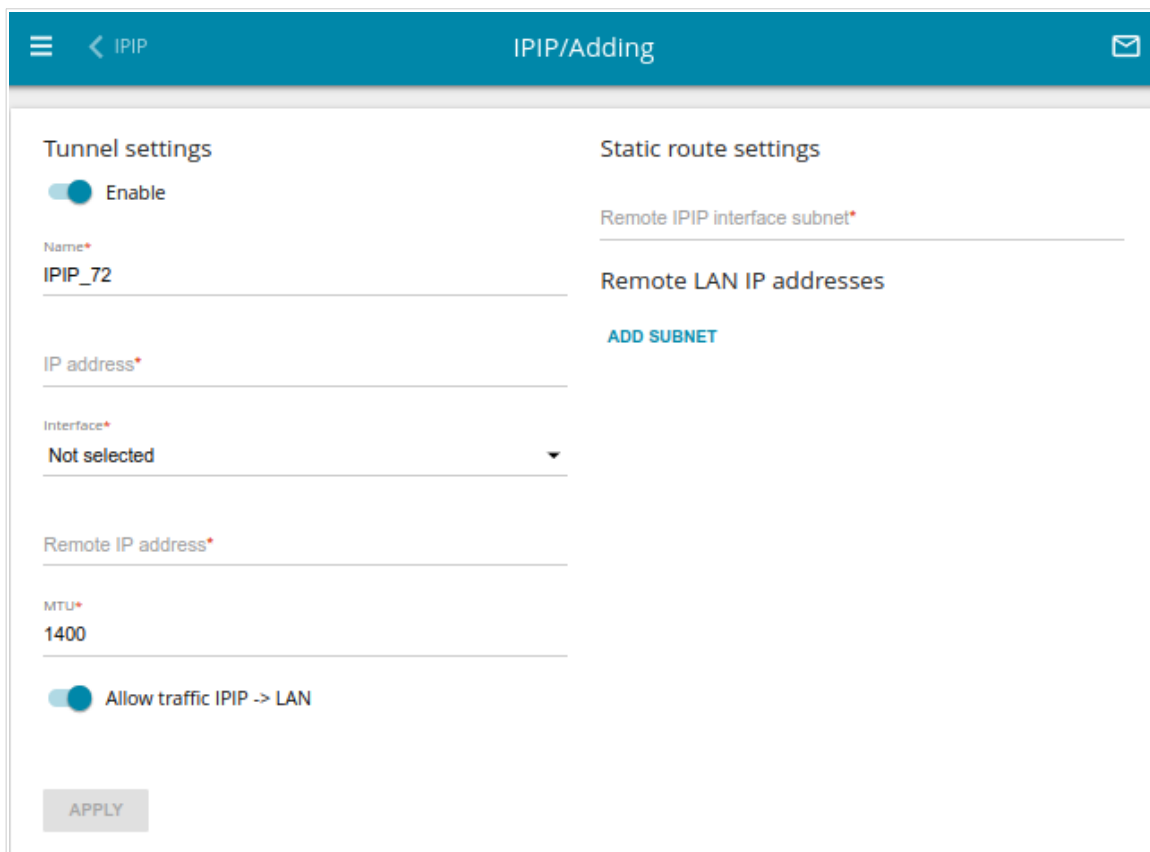 IPIP
IPIP/Adding
Tunnel settings
Enable
Name*
IPIP_72
IP address*
Interface*
Not selected
Remote IP address*
MTU*
1400
Allow traffic IPIP -> LAN
APPLY
Static route settings
Remote IPIP interface subnet*
Remote LAN IP addresses
ADD SUBNET